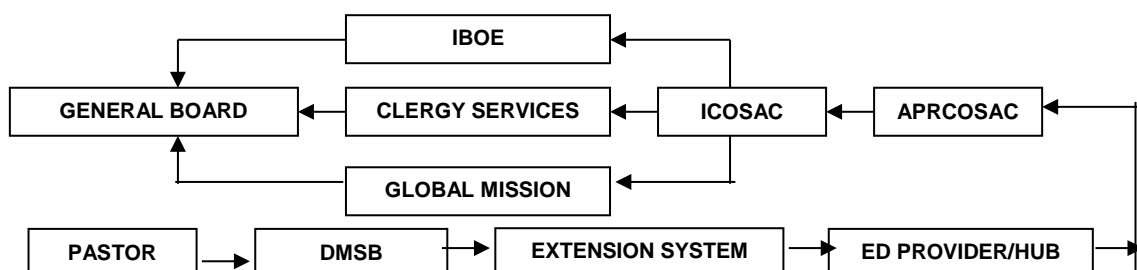 IBOE
GENERAL BOARD
CLERGY SERVICES
ICOSAC
APRCOSAC
GLOBAL MISSION
PASTOR
DMSB
EXTENSION SYSTEM
ED PROVIDER/HUB